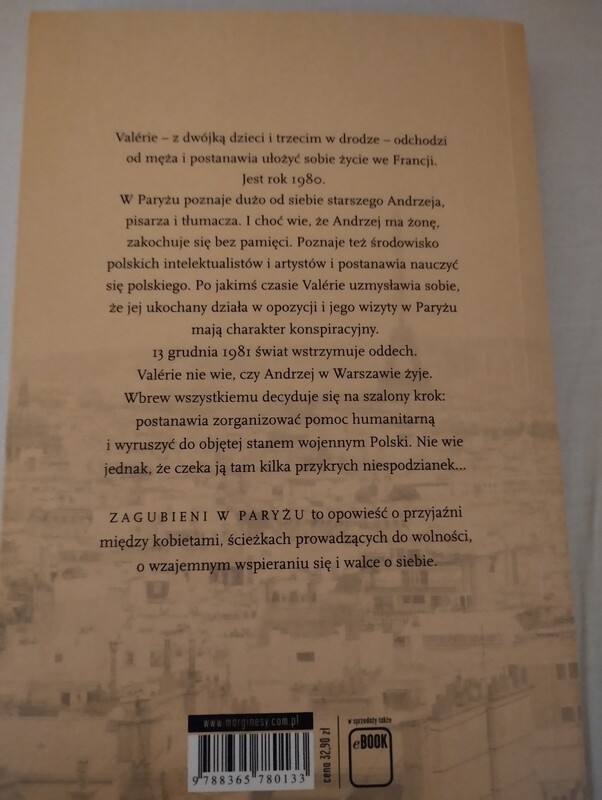 Valérie – z dwójką dzieci i trzecim w drodze – odchodzi
od męża i postanawia ułożyć sobie życie we Francji.
Jest rok 1980.
W Paryżu poznaje dużo od siebie starszego Andrzeja,
pisarza i tłumacza. I choć wie, że Andrzej ma żonę,
zakochuje się bez pamięci. Poznaje też środowisko
polskich intelektualistów i artystów i postanawia nauczyć
się polskiego. Po jakimś czasie Valérie uzmysławia sobie,
że jej ukochany działa w opozycji i jego wizyty w Paryżu
mają charakter konspiracyjny.
13 grudnia 1981 świat wstrzymuje oddech.
Valérie nie wie, czy Andrzej w Warszawie żyje.
Wbrew wszystkiemu decyduje się na szalony krok:
postanawia zorganizować pomoc humanitarną
i wyruszyć do objętej stanem wojennym Polski. Nie wie
jednak, że czeka ją tam kilka przykrych niespodzianek...
ZAGUBIENI W PARYŻU to opowieść o przyjaźni
między kobietami, ścieżkach prowadzących do wolności,
o wzajemnym wspieraniu się i walce o siebie.
www.marginesy.com.pl
9 788365 780133
cena 32,90 zł
w sprzedaży także
eBOOK